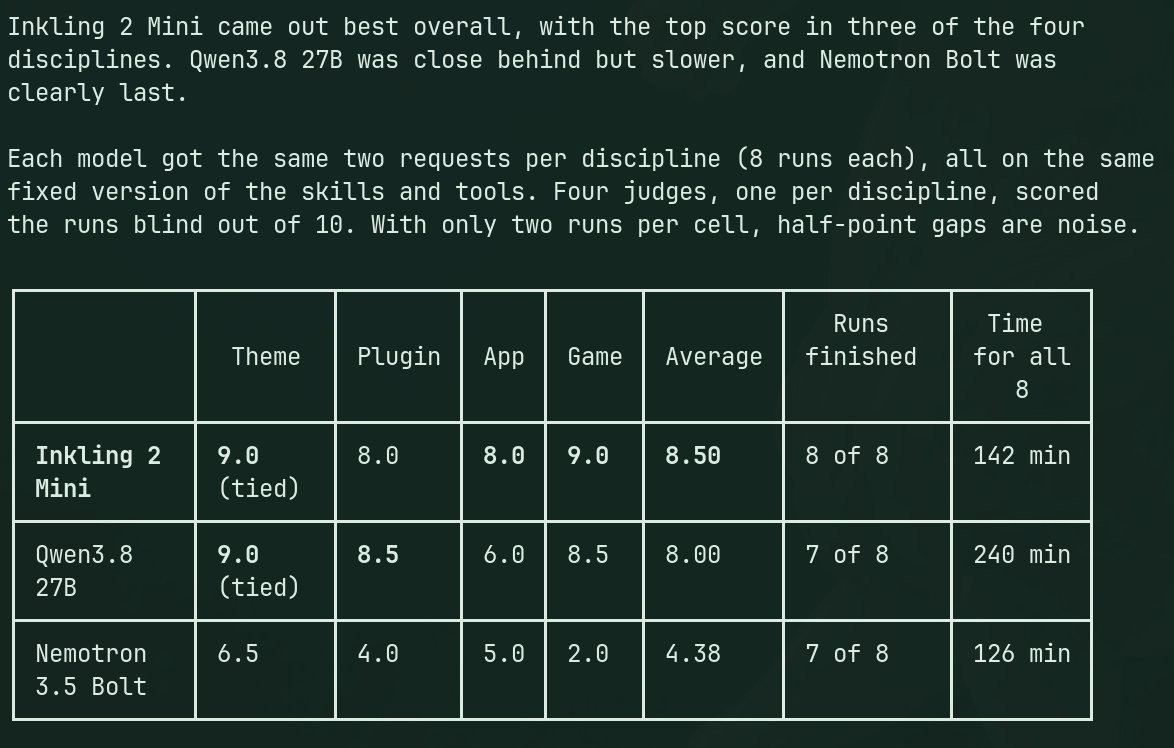 Inkling 2 Mini came out best overall, with the top score in three of the four
disciplines. Qwen3.8 27B was close behind but slower, and Nemotron Bolt was
clearly last.
Each model got the same two requests per discipline (8 runs each), all on the same
fixed version of the skills and tools. Four judges, one per discipline, scored
the runs blind out of 10. With only two runs per cell, half-point gaps are noise.
Theme Plugin App Game Average Runs finished Time for all 8
Inkling 2 Mini 9.0 (tied) 8.0 8.0 9.0 8.50 8 of 8 142 min
Qwen3.8 27B 9.0 (tied) 8.5 6.0 8.5 8.00 7 of 8 240 min
Nemotron 3.5 Bolt 6.5 4.0 5.0 2.0 4.38 7 of 8 126 min